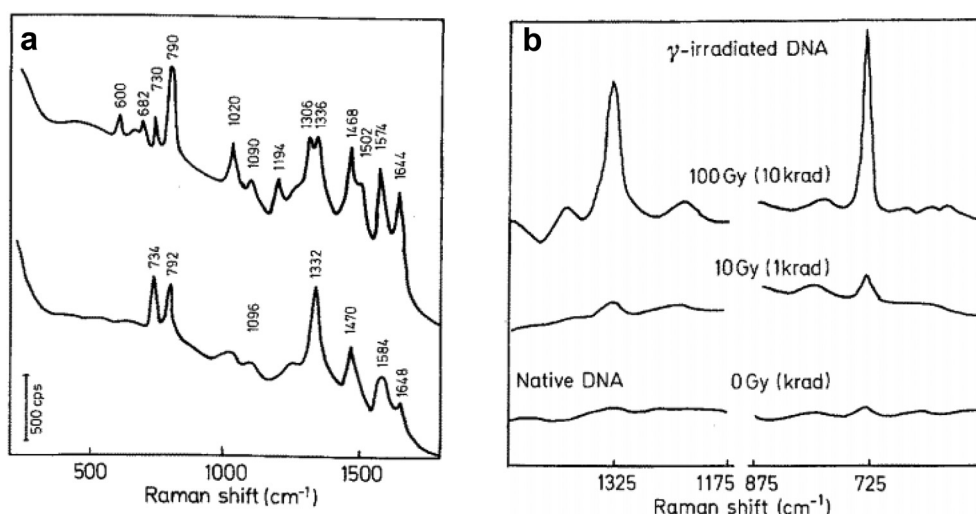 a
600
682
730
790
1020
1090
1194
1306
1336
1468
1502
1574
1644
734
792
1096
1332
1470
1584
1648
500 cps
500
1000
1500
Raman shift (cm⁻¹)
b
γ-irradiated DNA
100 Gy (10 krad)
10 Gy (1 krad)
Native DNA
0 Gy (krad)
1325
1175
875
725
Raman shift (cm⁻¹)